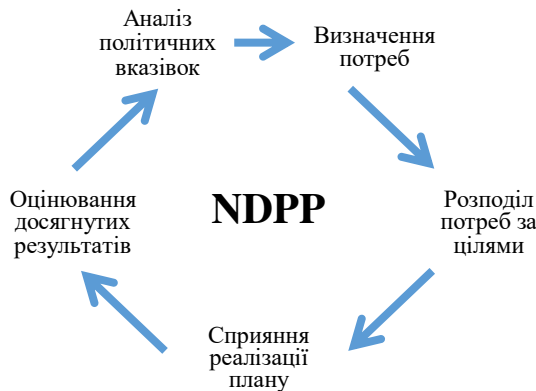 Аналіз
політичних
вказівок
Визначення
потреб
Розподіл
потреб за
цілями
Сприяння
реалізації
плану
Оцінювання
досягнутих
результатів
NDPP